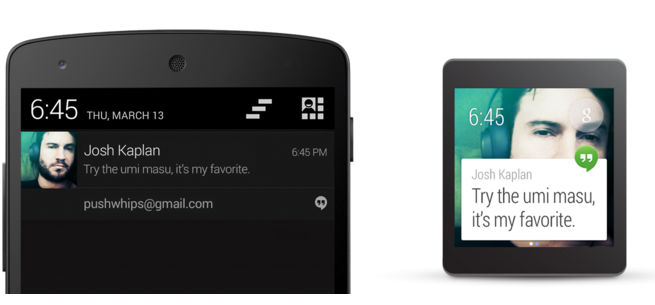 6:45 THU, MARCH 13
Josh Kaplan 6:45 PM
Try the umi masu, it's my favorite.
pushwhips@gmail.com
6:45
8
Josh Kaplan
Try the umi masu,
it's my favorite.